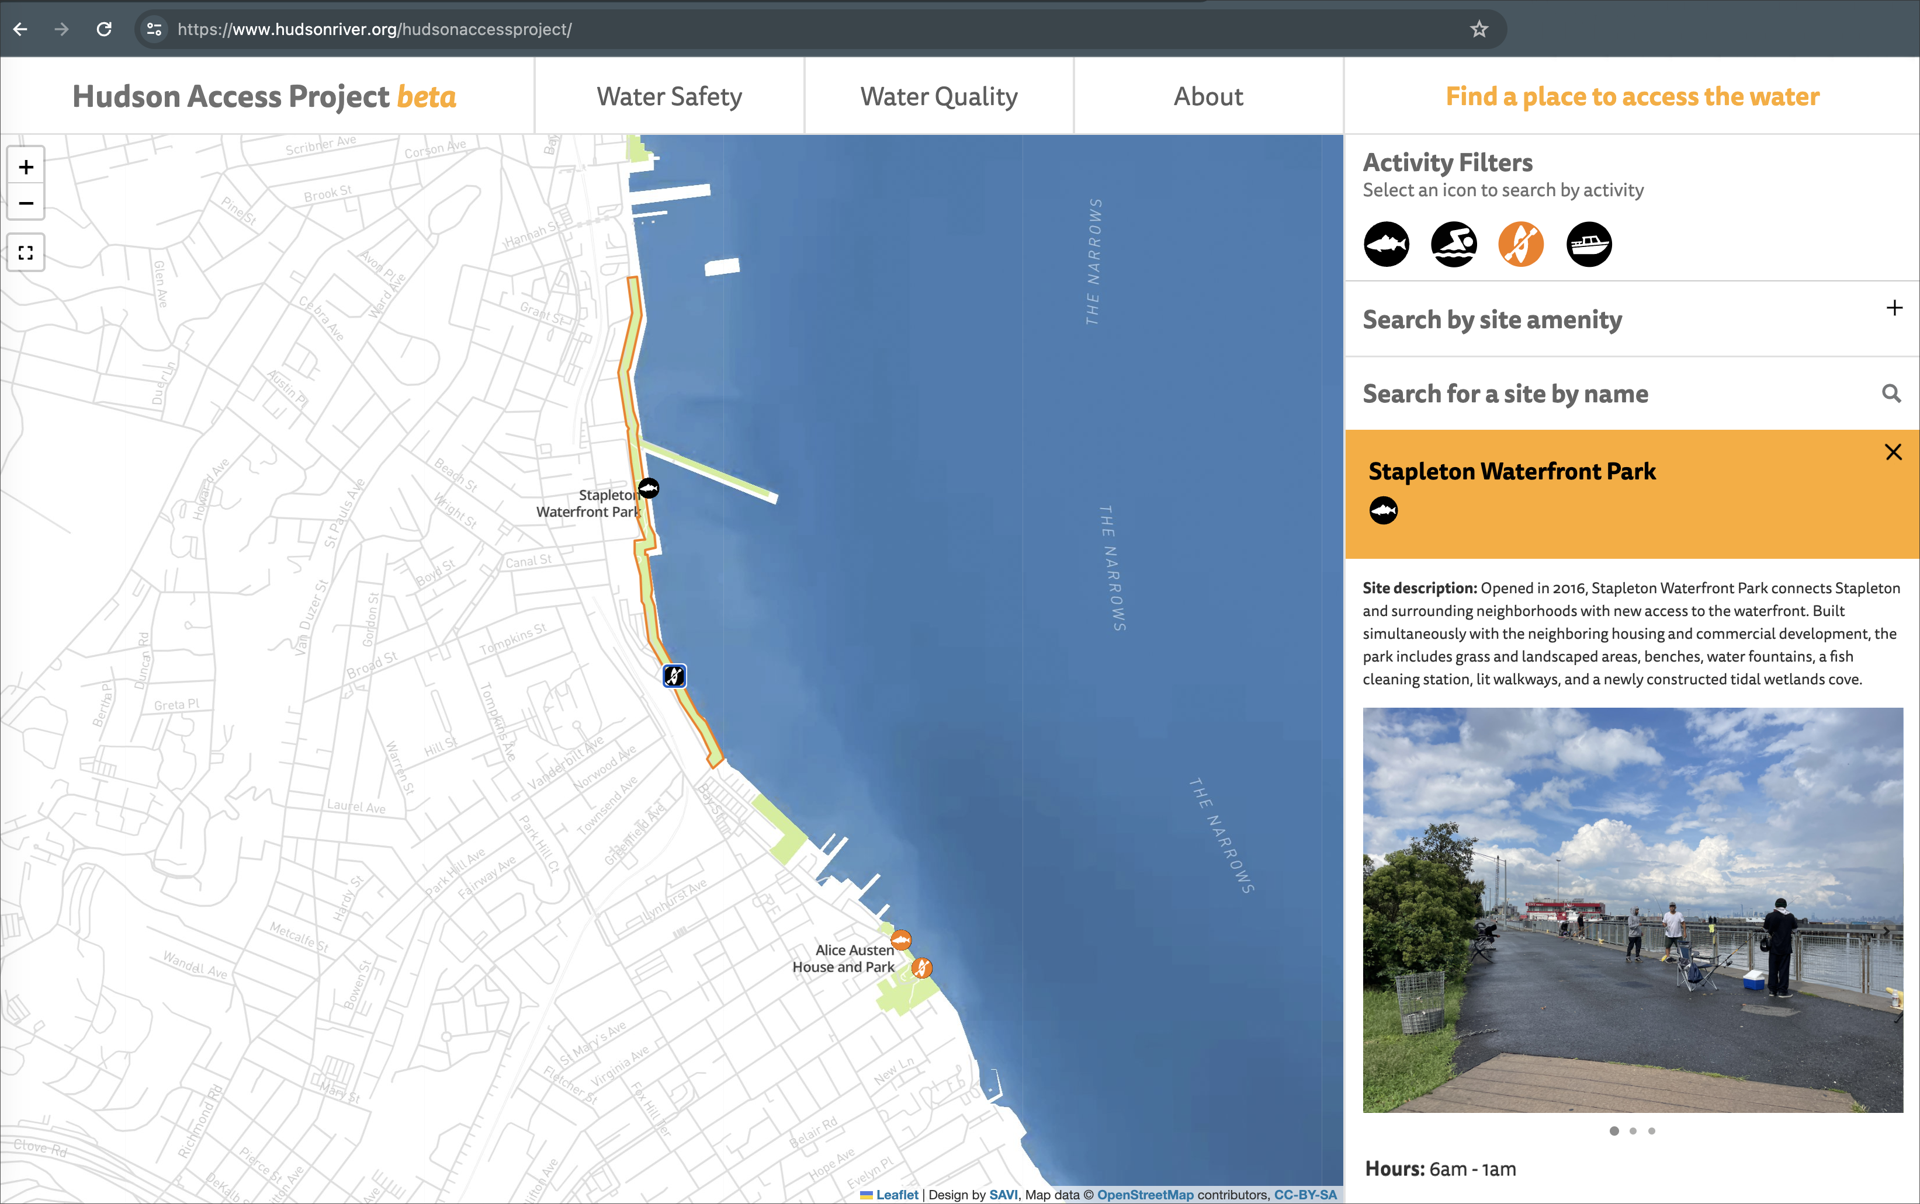 https://www.hudsonriver.org/hudsonaccessproject/
Hudson Access Project beta
Water Safety
Water Quality
About
Find a place to access the water
+
−
Activity Filters
Select an icon to search by activity
Search by site amenity
+
Search for a site by name
Stapleton Waterfront Park
Site description: Opened in 2016, Stapleton Waterfront Park connects Stapleton
and surrounding neighborhoods with new access to the waterfront. Built
simultaneously with the neighboring housing and commercial development, the
park includes grass and landscaped areas, benches, water fountains, a fish
cleaning station, lit walkways, and a newly constructed tidal wetlands cove.
Hours: 6am - 1am
Scribner Ave
Corson Ave
Brook St
Pine St
Hannah St
Glen Ave
Avon Pl
Ward Ave
Cebra Ave
Grant St
Duer Ln
Austin Pl
THE NARROWS
Howard Ave
St Pauls Ave
Beach St
Wright St
Stapleton
Waterfront Park
THE NARROWS
Canal St
Boyd St
Van Duzer St
Gordon St
Duncan Rd
Tompkins St
Broad St
Bertha Pl
Greta Pl
Tompkins Ave
Hill St
Warren St
Vanderbilt Ave
Norwood Ave
Townsend Ave
Greenfield Ave
Bay St
Laurel Ave
Park Hill Ct
THE NARROWS
Park Hill Ave
Fairway Ave
Hardy St
Lynhurst Ave
Metcalfe St
Wandel Ave
Bowen St
Alice Austen
House and Park
St Mary's Ave
Virginia Ave
Fletcher St
New Ln
Mary St
Fox Hill Ter
Richmond Rd
Belair Rd
Clove Rd
Pierce St
DeKalb St
Hope Ave
Evelyn Pl
Leaflet | Design by SAVI, Map data © OpenStreetMap contributors, CC-BY-SA